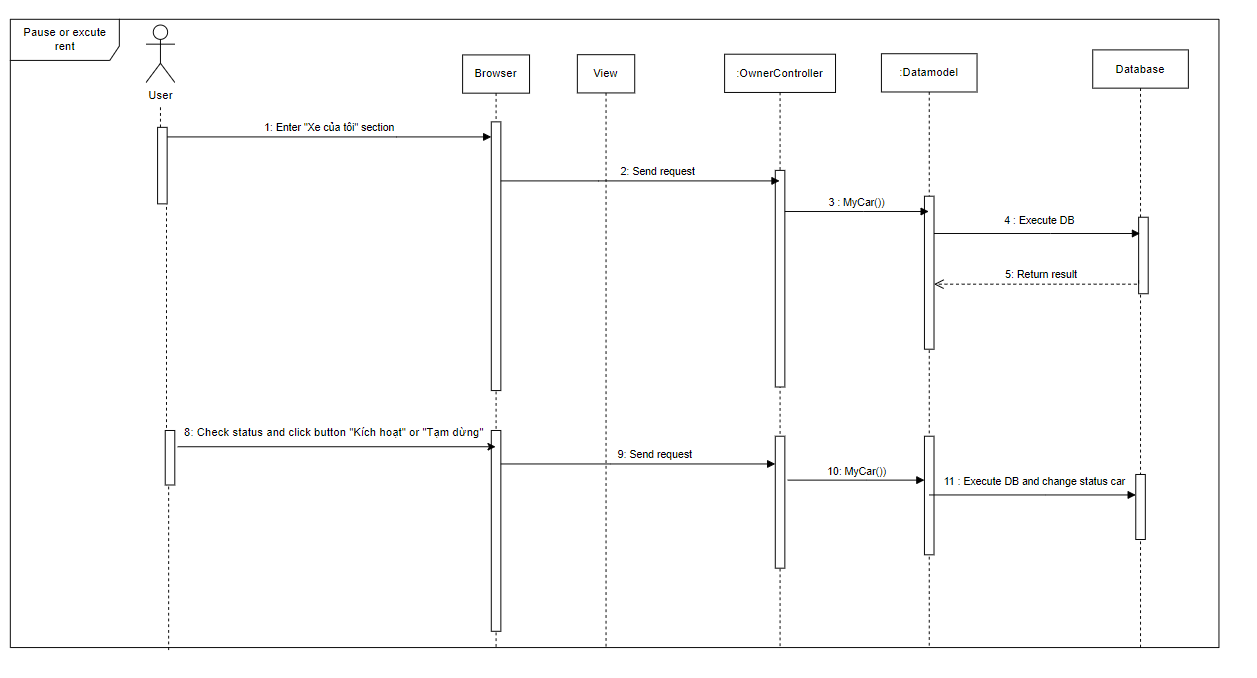 Pause or excute
rent
User
Browser
View
:OwnerController
:Datamodel
Database
1: Enter "Xe của tôi" section
2: Send request
3 : MyCar())
4 : Execute DB
5: Return result
8: Check status and click button "Kích hoạt" or "Tạm dừng"
9: Send request
10: MyCar())
11 : Execute DB and change status car